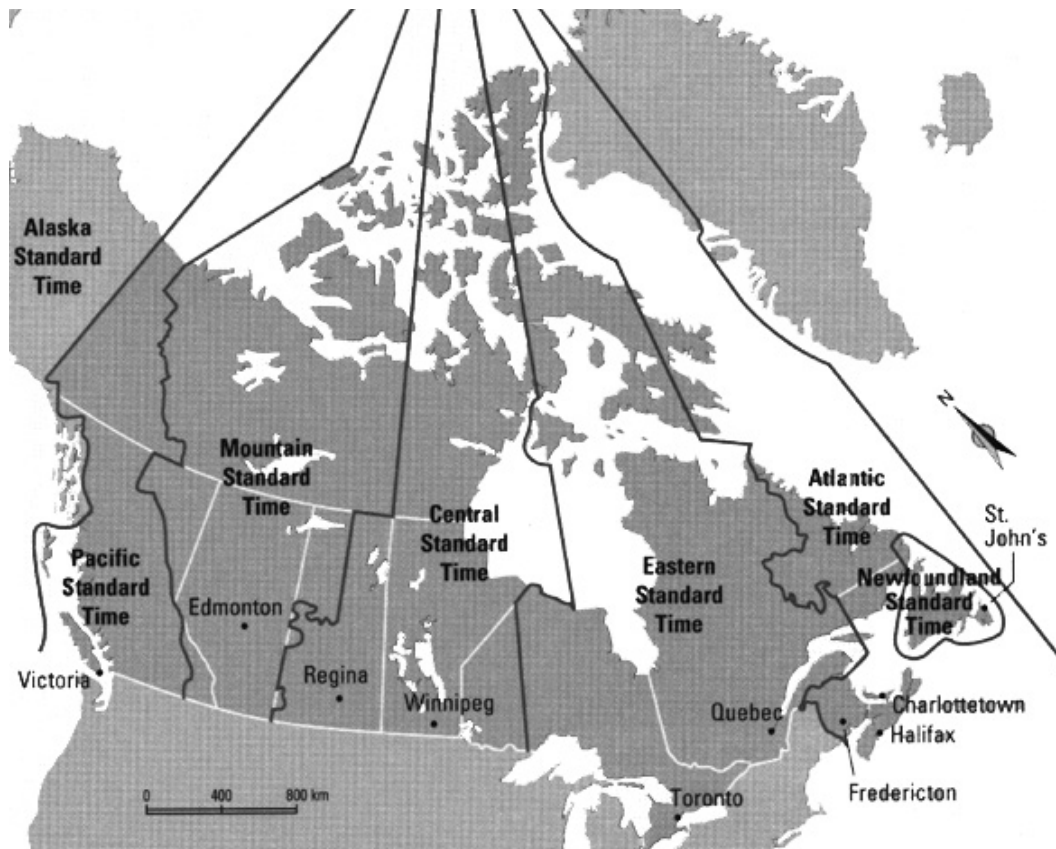 Alaska
Standard
Time
N
Mountain
Standard
Time
Atlantic
Standard
Time
St.
John's
Central
Standard
Time
Pacific
Standard
Time
Eastern
Standard
Time
Newfoundland
Standard
Time
Edmonton
Victoria
Regina
Winnipeg
Quebec
Charlottetown
Halifax
Fredericton
Toronto
0 400 800 km